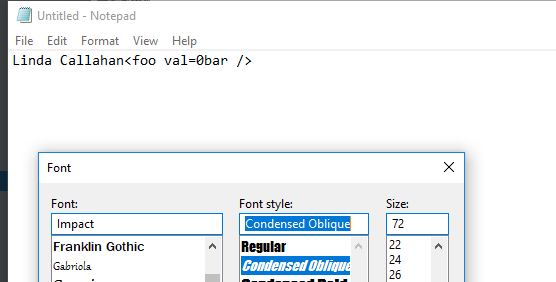 Untitled - Notepad
File Edit Format View Help
Linda Callahan<foo val=0bar />
Font
Font: Font style: Size:
Impact Condensed Oblique 72
Franklin Gothic Regular 22
Gabriola Condensed Oblique 24
26